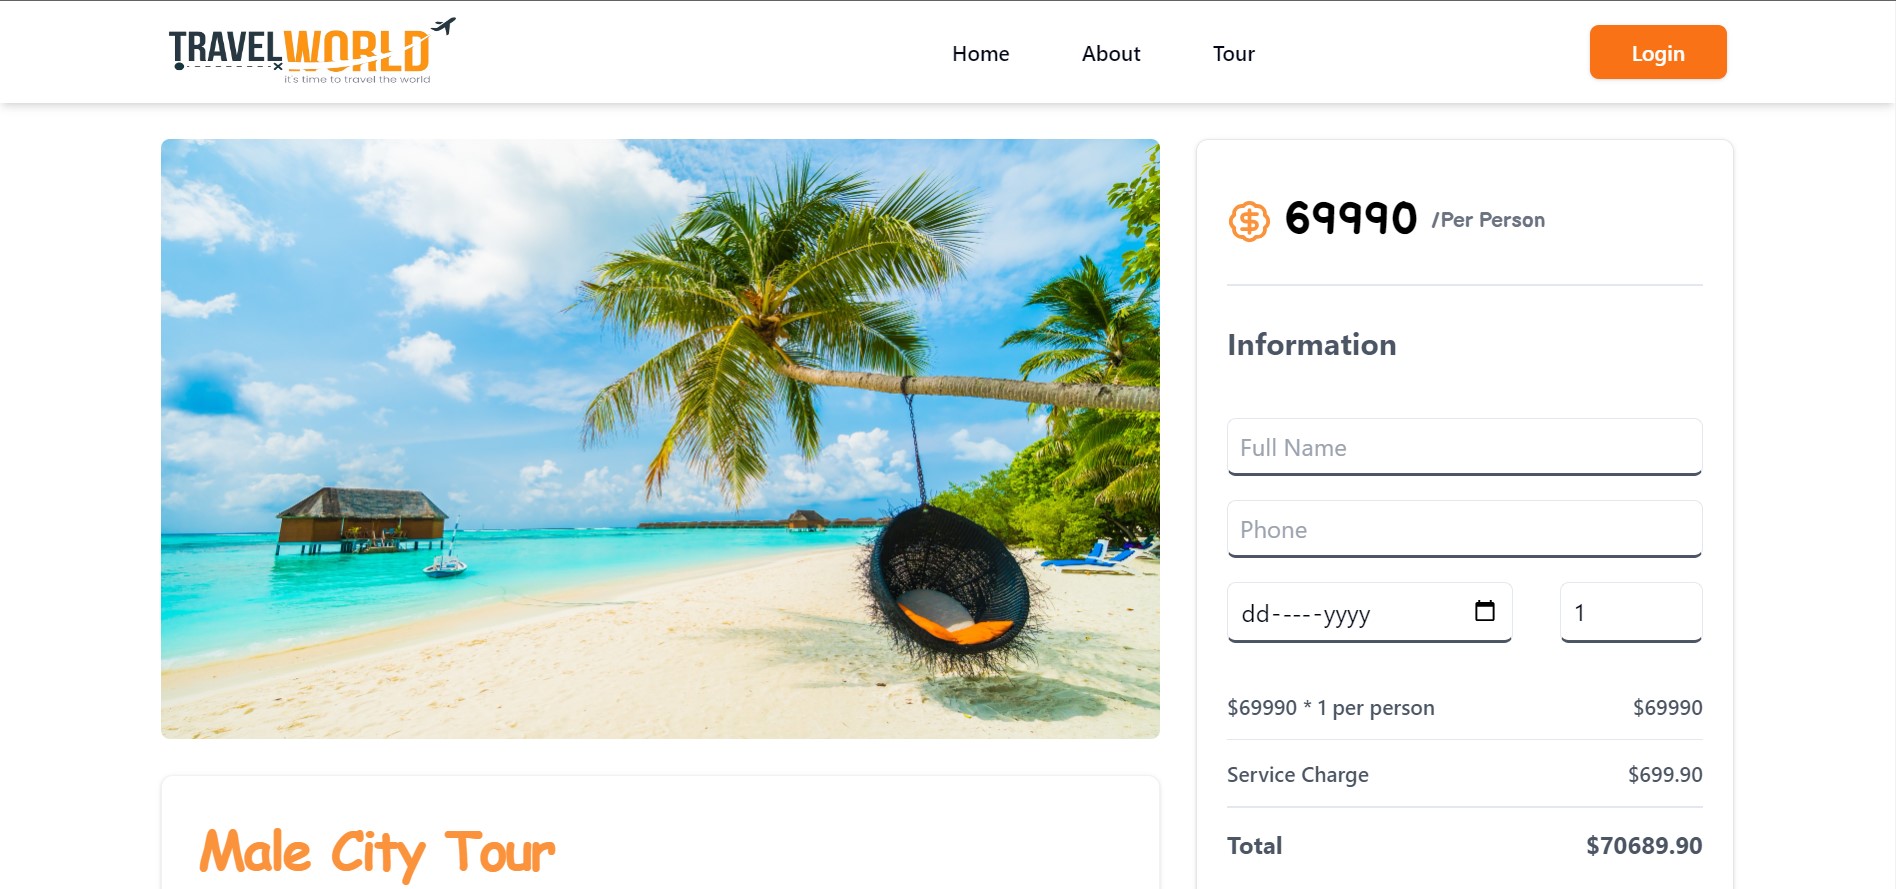 TRAVELWORLD
it's time to travel the world
Home About Tour Login
69990 /Per Person
Information
Full Name
Phone
dd-----yyyy 1
$69990 * 1 per person $69990
Service Charge $699.90
Total $70689.90
Male City Tour